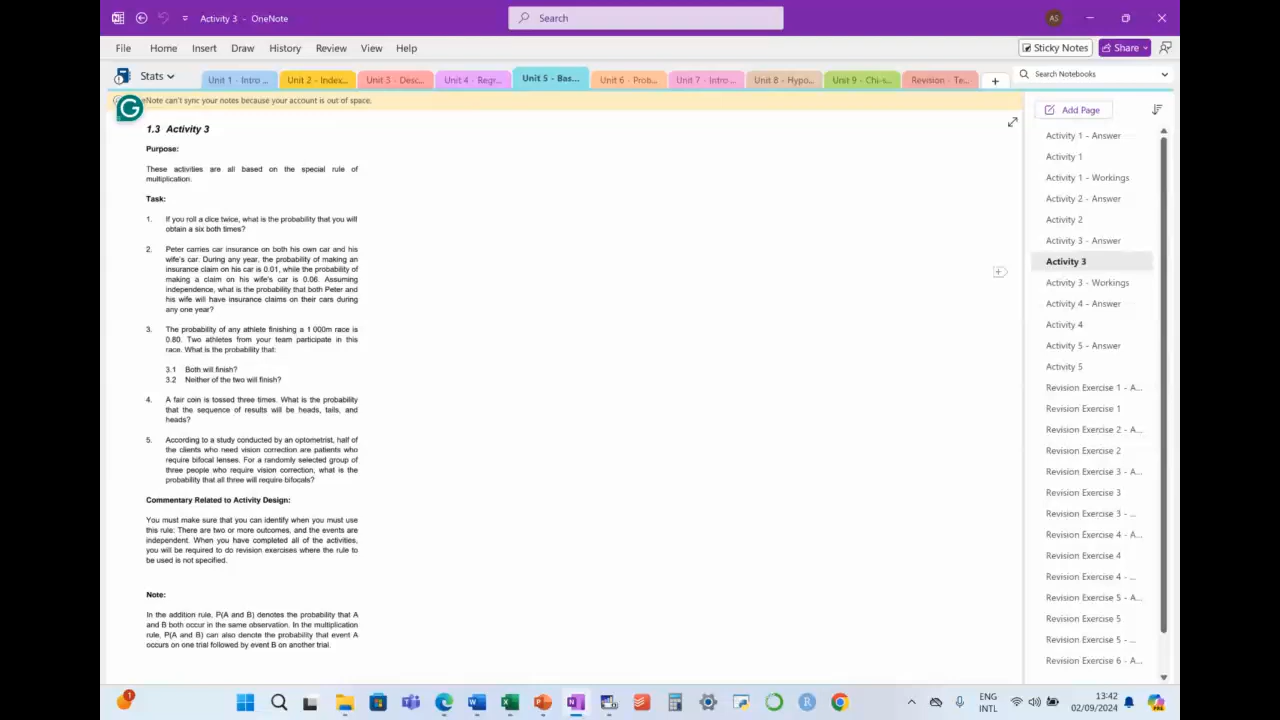 Activity 3 - OneNote
Search
AS
File Home Insert Draw History Review View Help
Sticky Notes
Share
Stats
Unit 1 - Intro ...
Unit 2 - Index...
Unit 3 - Desc...
Unit 4 - Regr...
Unit 5 - Bas...
Unit 6 - Prob...
Unit 7 - Intro ...
Unit 8 - Hypo...
Unit 9 - Chi-s...
Revision - Te...
Search Notebooks
eNote can't sync your notes because your account is out of space.
1.3 Activity 3
Purpose:
These activities are all based on the special rule of
multiplication.
Task:
1. If you roll a dice twice, what is the probability that you will
obtain a six both times?
2. Peter carries car insurance on both his own car and his
wife's car. During any year, the probability of making an
insurance claim on his car is 0.01, while the probability of
making a claim on his wife's car is 0.06. Assuming
independence, what is the probability that both Peter and
his wife will have insurance claims on their cars during
any one year?
3. The probability of any athlete finishing a 1 000m race is
0.80. Two athletes from your team participate in this
race. What is the probability that:
3.1 Both will finish?
3.2 Neither of the two will finish?
4. A fair coin is tossed three times. What is the probability
that the sequence of results will be heads, tails, and
heads?
5. According to a study conducted by an optometrist, half of
the clients who need vision correction are patients who
require bifocal lenses. For a randomly selected group of
three people who require vision correction, what is the
probability that all three will require bifocals?
Commentary Related to Activity Design:
You must make sure that you can identify when you must use
this rule: There are two or more outcomes, and the events are
independent. When you have completed all of the activities,
you will be required to do revision exercises where the rule to
be used is not specified.
Note:
In the addition rule, P(A and B) denotes the probability that A
and B both occur in the same observation. In the multiplication
rule, P(A and B) can also denote the probability that event A
occurs on one trial followed by event B on another trial.
Add Page
Activity 1 - Answer
Activity 1
Activity 1 - Workings
Activity 2 - Answer
Activity 2
Activity 3 - Answer
Activity 3
Activity 3 - Workings
Activity 4 - Answer
Activity 4
Activity 5 - Answer
Activity 5
Revision Exercise 1 - A...
Revision Exercise 1
Revision Exercise 2 - A...
Revision Exercise 2
Revision Exercise 3 - A...
Revision Exercise 3
Revision Exercise 3 - ...
Revision Exercise 4 - A...
Revision Exercise 4
Revision Exercise 4 - ...
Revision Exercise 5 - A...
Revision Exercise 5
Revision Exercise 5 - ...
Revision Exercise 6 - A...
1
ENG
INTL
13:42
02/09/2024